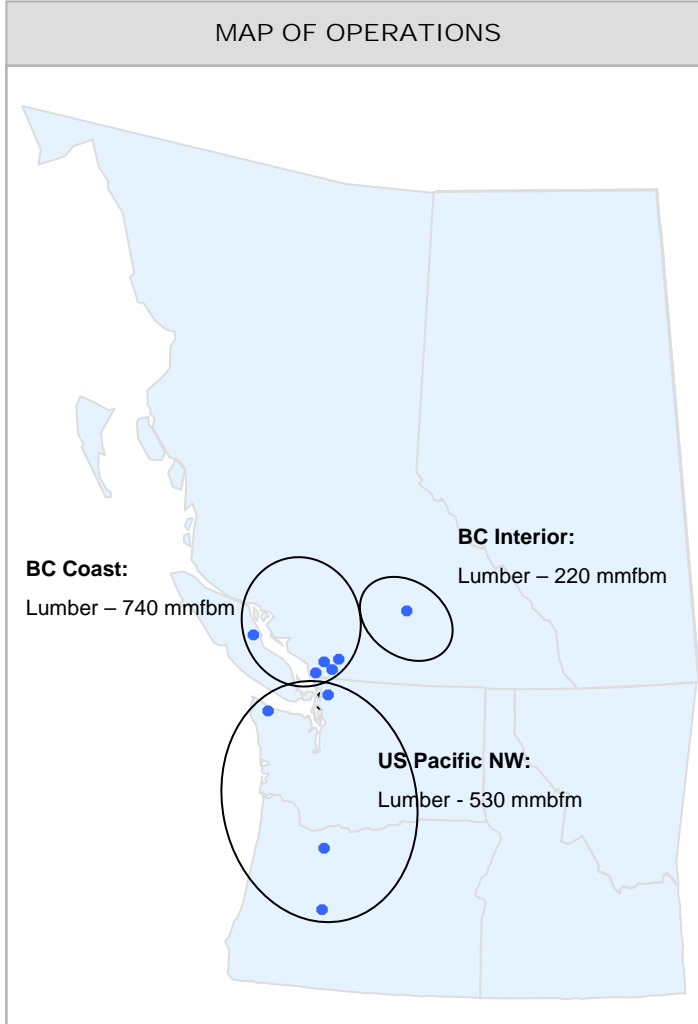 MAP OF OPERATIONS
BC Interior:
Lumber – 220 mmfbm
BC Coast:
Lumber – 740 mmfbm
US Pacific NW:
Lumber - 530 mmbfm